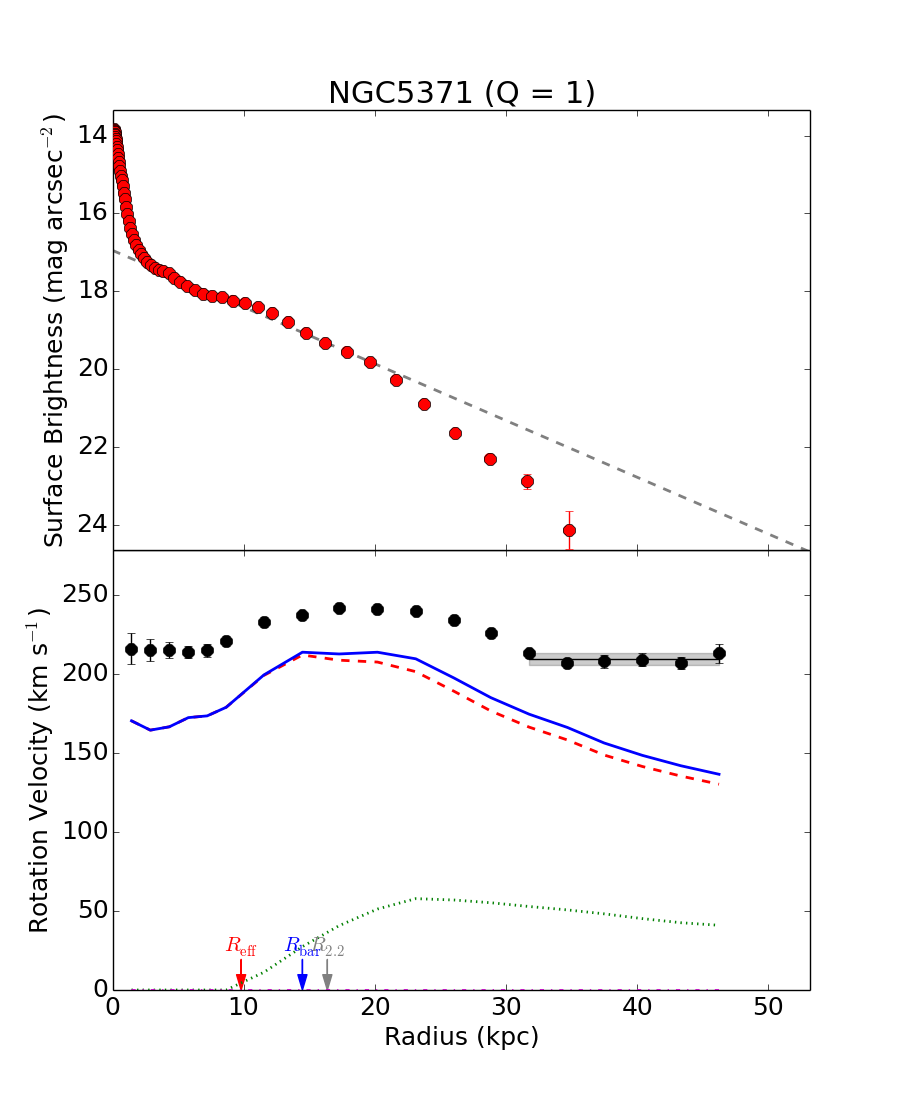 NGC5371 (Q = 1)
Surface Brightness (mag arcsec⁻²)
14
16
18
20
22
24
Rotation Velocity (km s⁻¹)
250
200
150
100
50
0
R_eff R_bar R_2.2
0 10 20 30 40 50
Radius (kpc)